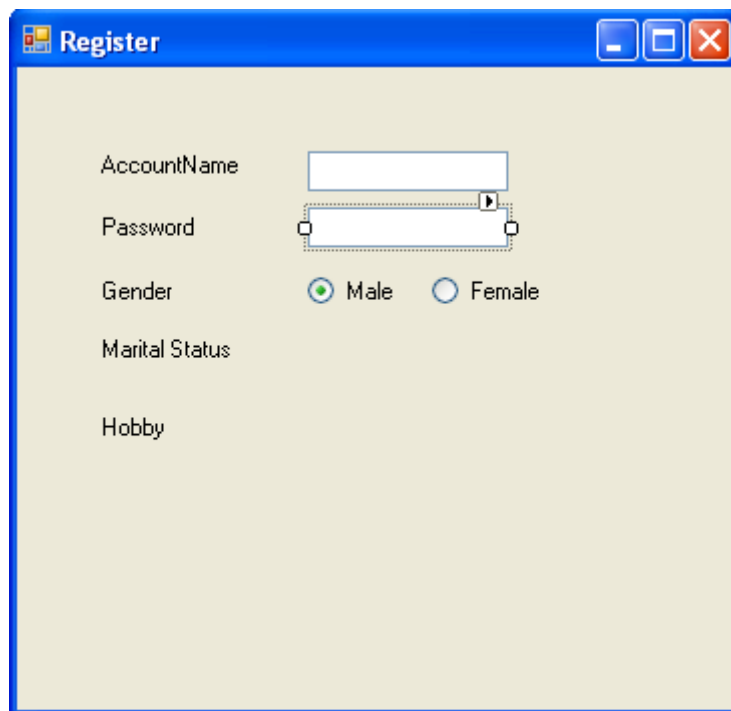 Register
AccountName
Password
Gender Male Female
Marital Status
Hobby